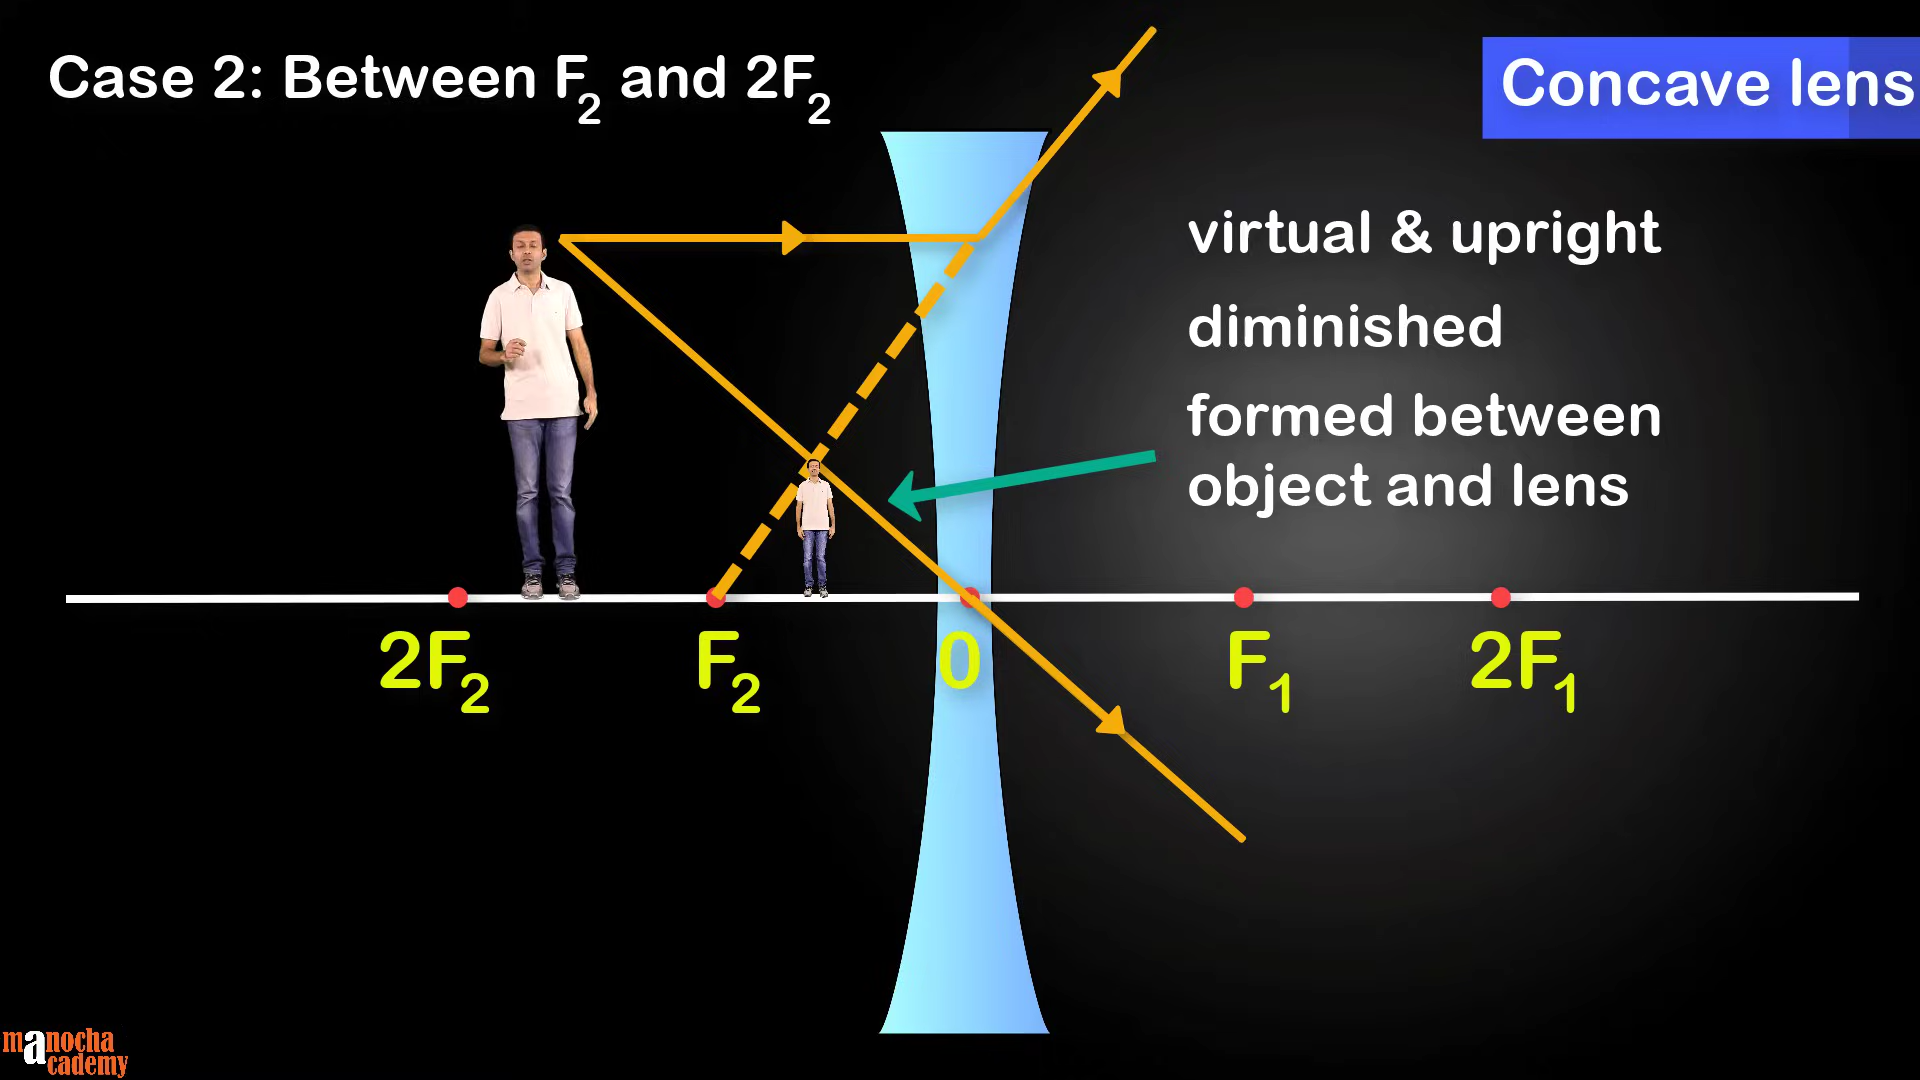 Case 2: Between F₂ and 2F₂
Concave lens
virtual & upright
diminished
formed between
object and lens
2F₂
F₂
0
F₁
2F₁
manocha
academy